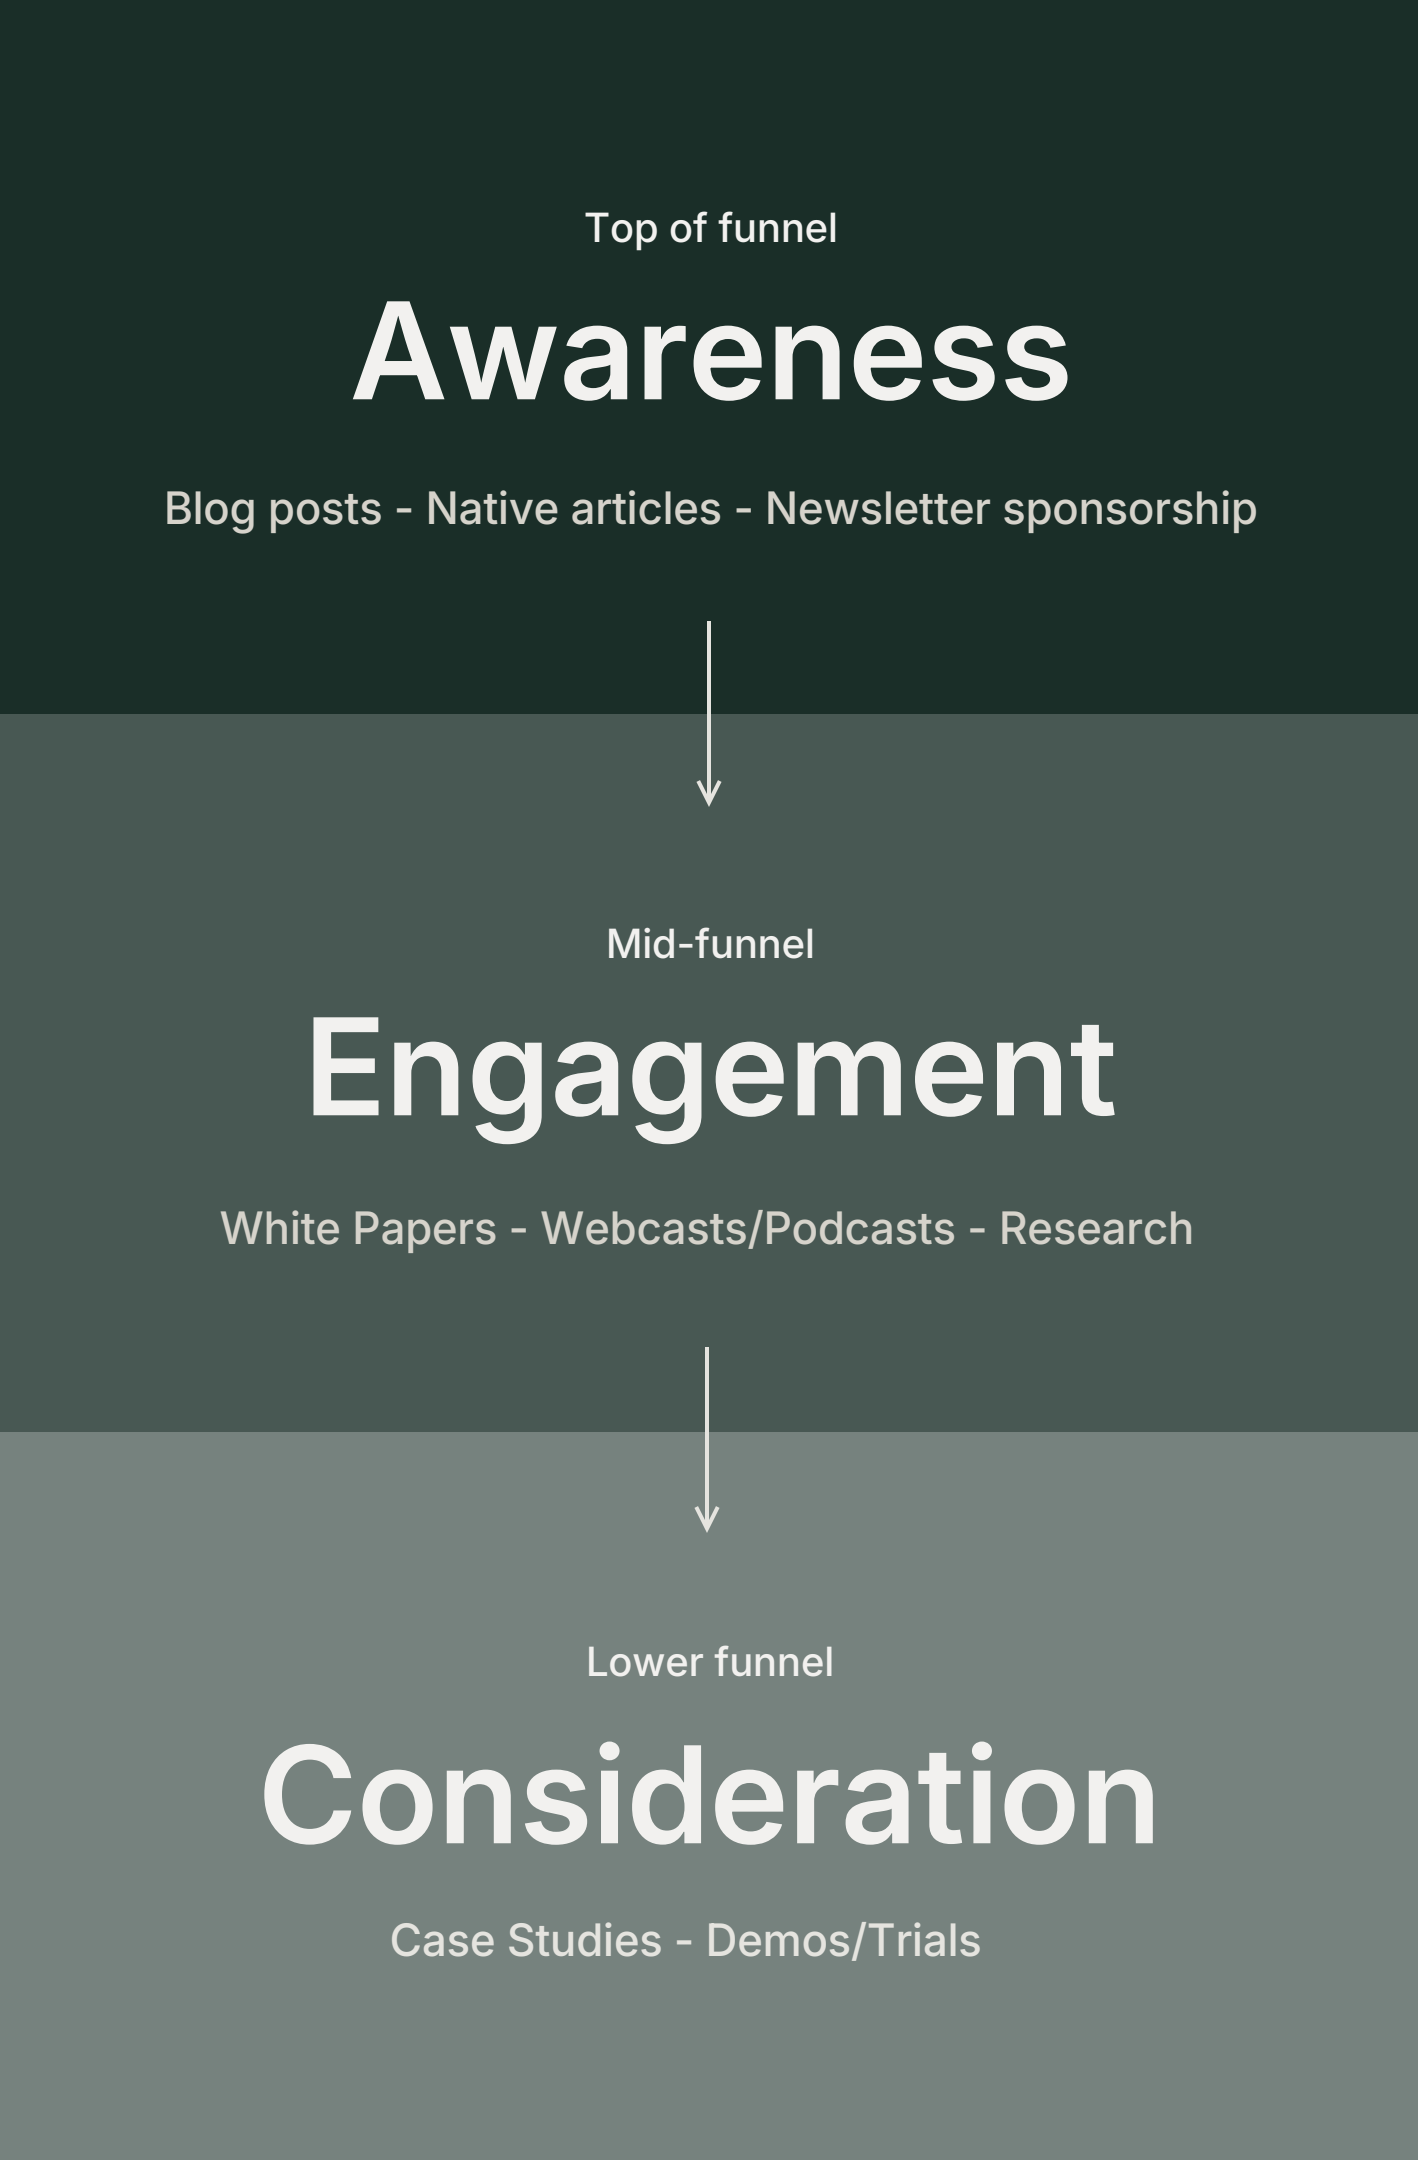 Top of funnel
Awareness
Blog posts - Native articles - Newsletter sponsorship
Mid-funnel
Engagement
White Papers - Webcasts/Podcasts - Research
Lower funnel
Consideration
Case Studies - Demos/Trials